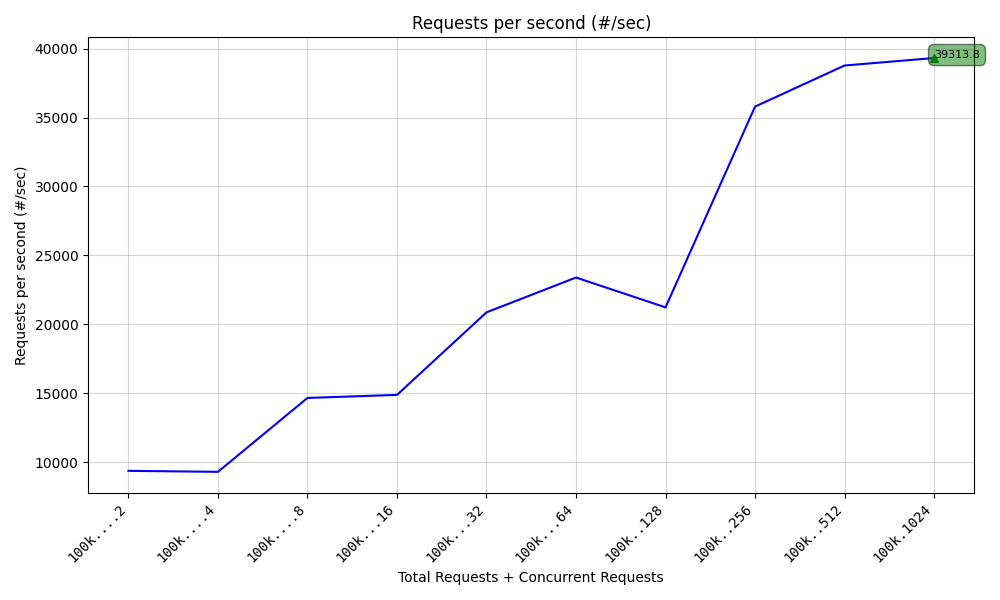 Requests per second (#/sec)
40000
39313.8
35000
30000
25000
20000
15000
10000
Requests per second (#/sec)
100k....2
100k....4
100k....8
100k...16
100k...32
100k...64
100k..128
100k..256
100k..512
100k.1024
Total Requests + Concurrent Requests